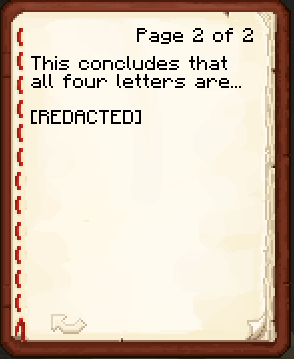 Page 2 of 2
This concludes that
all four letters are...
[REDACTED]